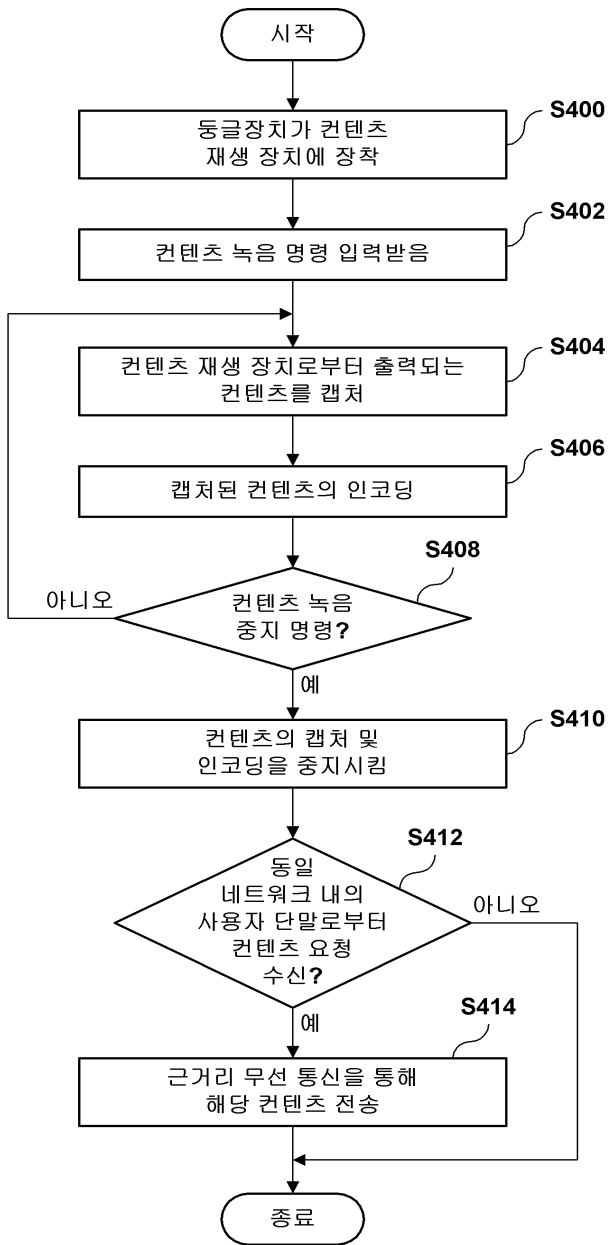 시작
S400
둥글장치가 컨텐츠
재생 장치에 장착
S402
컨텐츠 녹음 명령 입력받음
S404
컨텐츠 재생 장치로부터 출력되는
컨텐츠를 캡처
S406
캡처된 컨텐츠의 인코딩
S408
아니오
컨텐츠 녹음
중지 명령?
예
S410
컨텐츠의 캡처 및
인코딩을 중지시킴
S412
동일
네트워크 내의
사용자 단말로부터
컨텐츠 요청
수신?
아니오
예
S414
근거리 무선 통신을 통해
해당 컨텐츠 전송
종료